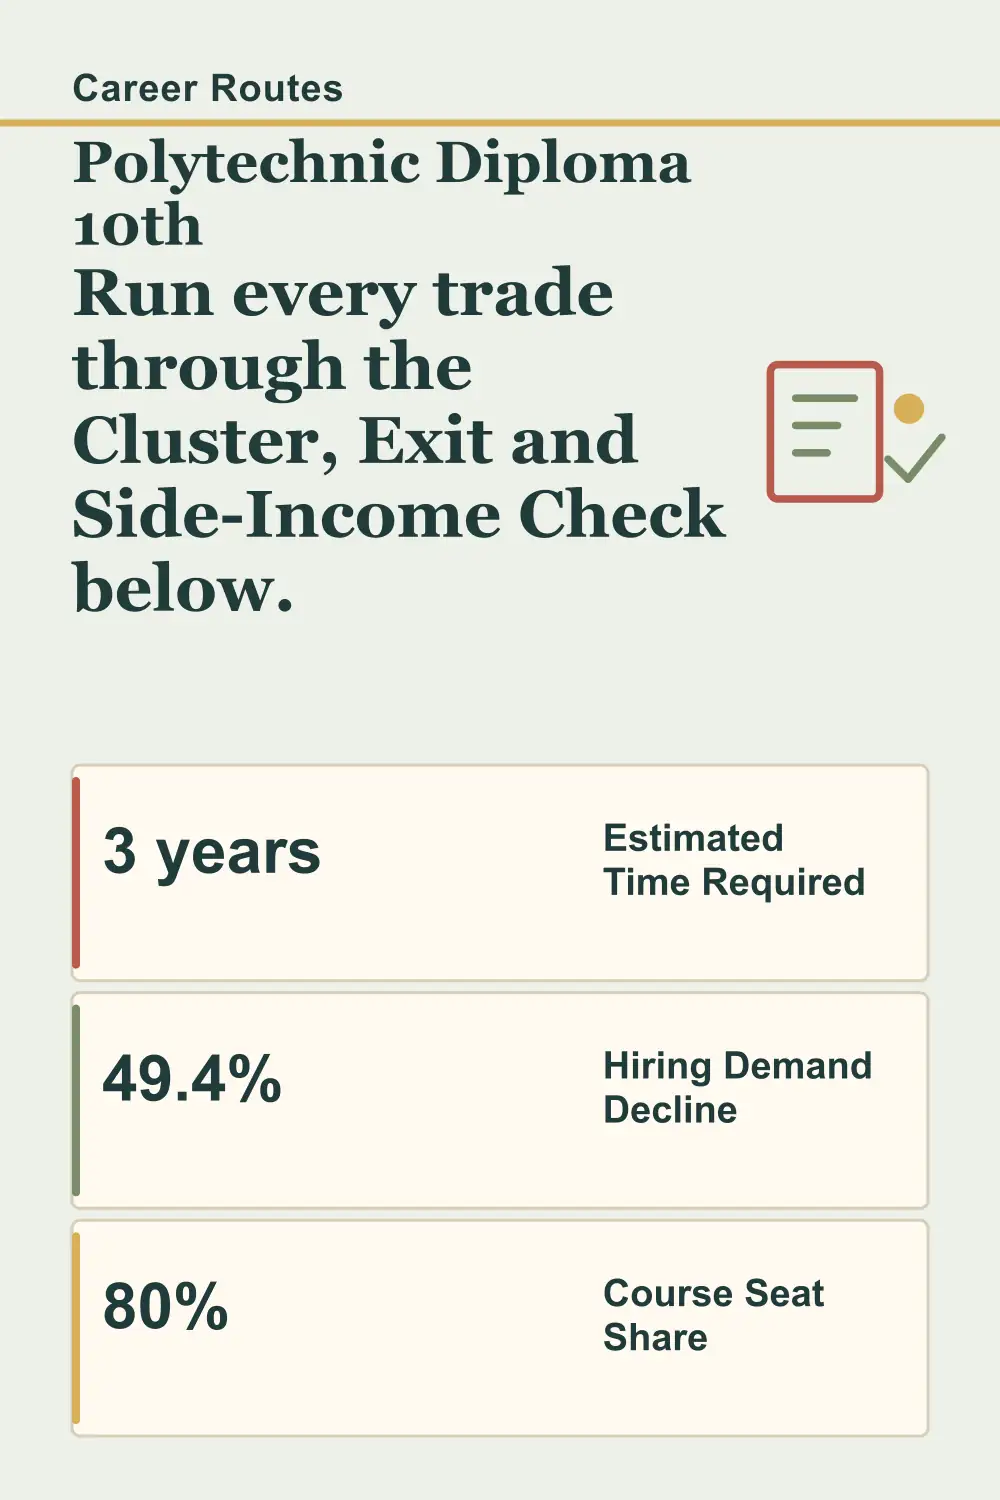 Career Routes
Polytechnic Diploma
10th
Run every trade
through the
Cluster, Exit and
Side-Income Check
below.
3 years
Estimated
Time Required
49.4%
Hiring Demand
Decline
80%
Course Seat
Share